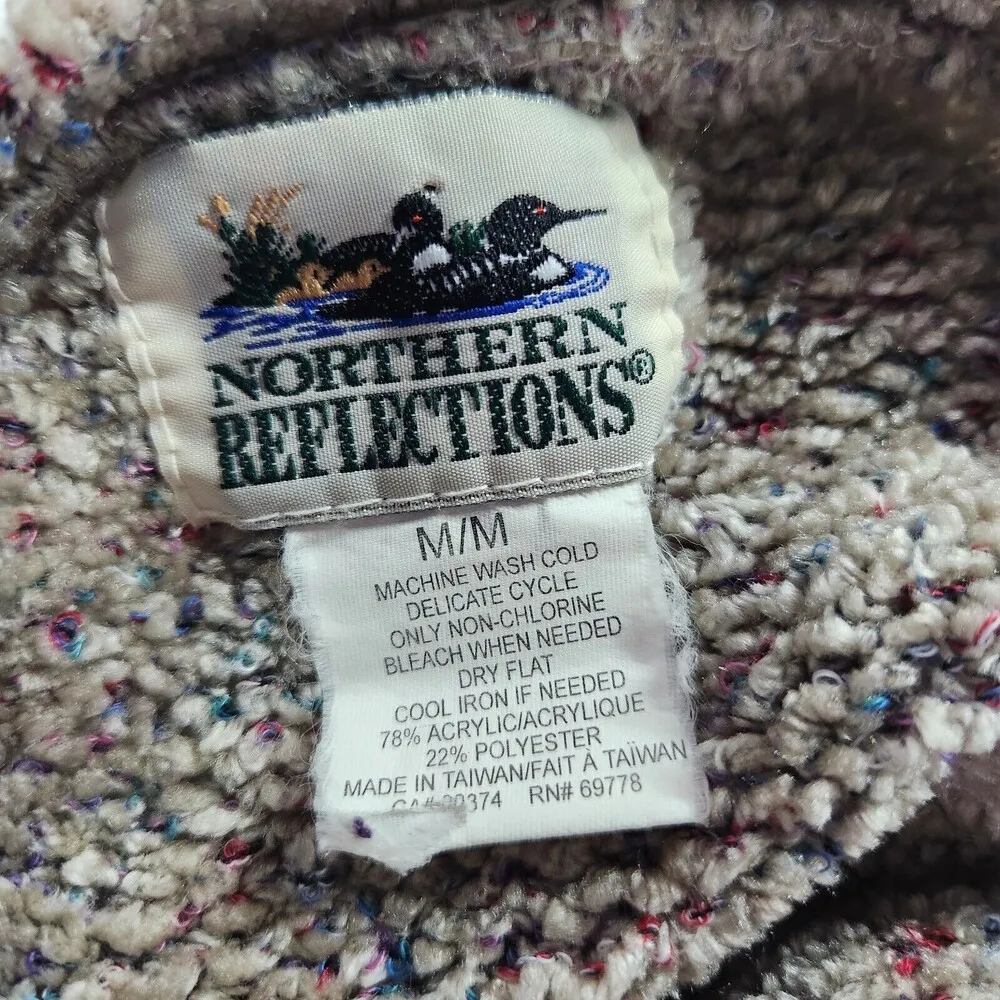 NORTHERN
REFLECTIONS®
M/M
MACHINE WASH COLD
DELICATE CYCLE
ONLY NON-CHLORINE
BLEACH WHEN NEEDED
DRY FLAT
COOL IRON IF NEEDED
78% ACRYLIC/ACRYLIQUE
22% POLYESTER
MADE IN TAIWAN/FAIT À TAÏWAN
CA# RN# 69778